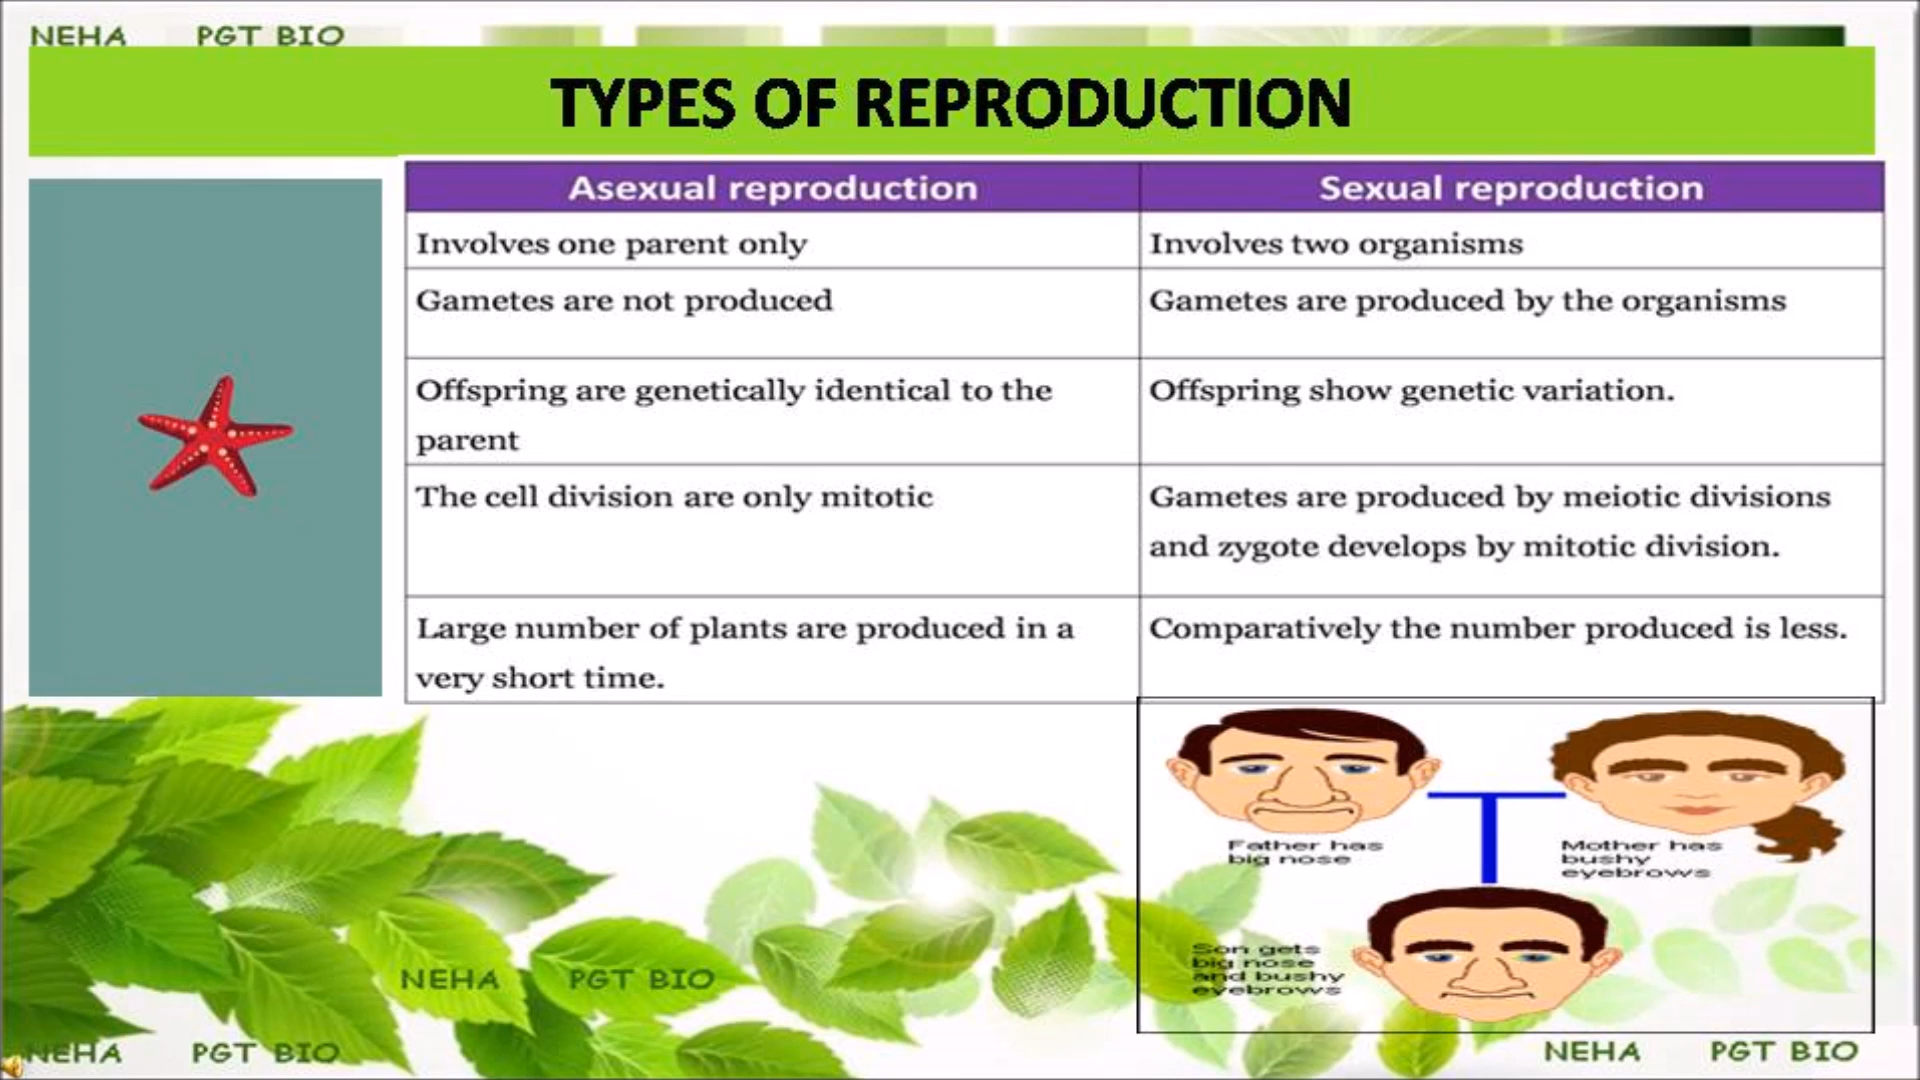 NEHA PGT BIO
TYPES OF REPRODUCTION
Asexual reproduction
Sexual reproduction
Involves one parent only
Involves two organisms
Gametes are not produced
Gametes are produced by the organisms
Offspring are genetically identical to the
parent
Offspring show genetic variation.
The cell division are only mitotic
Gametes are produced by meiotic divisions
and zygote develops by mitotic division.
Large number of plants are produced in a
very short time.
Comparatively the number produced is less.
Father has
big nose
Mother has
bushy
eyebrows
Son gets
big nose
and bushy
eyebrows
NEHA PGT BIO
NEHA PGT BIO
NEHA PGT BIO